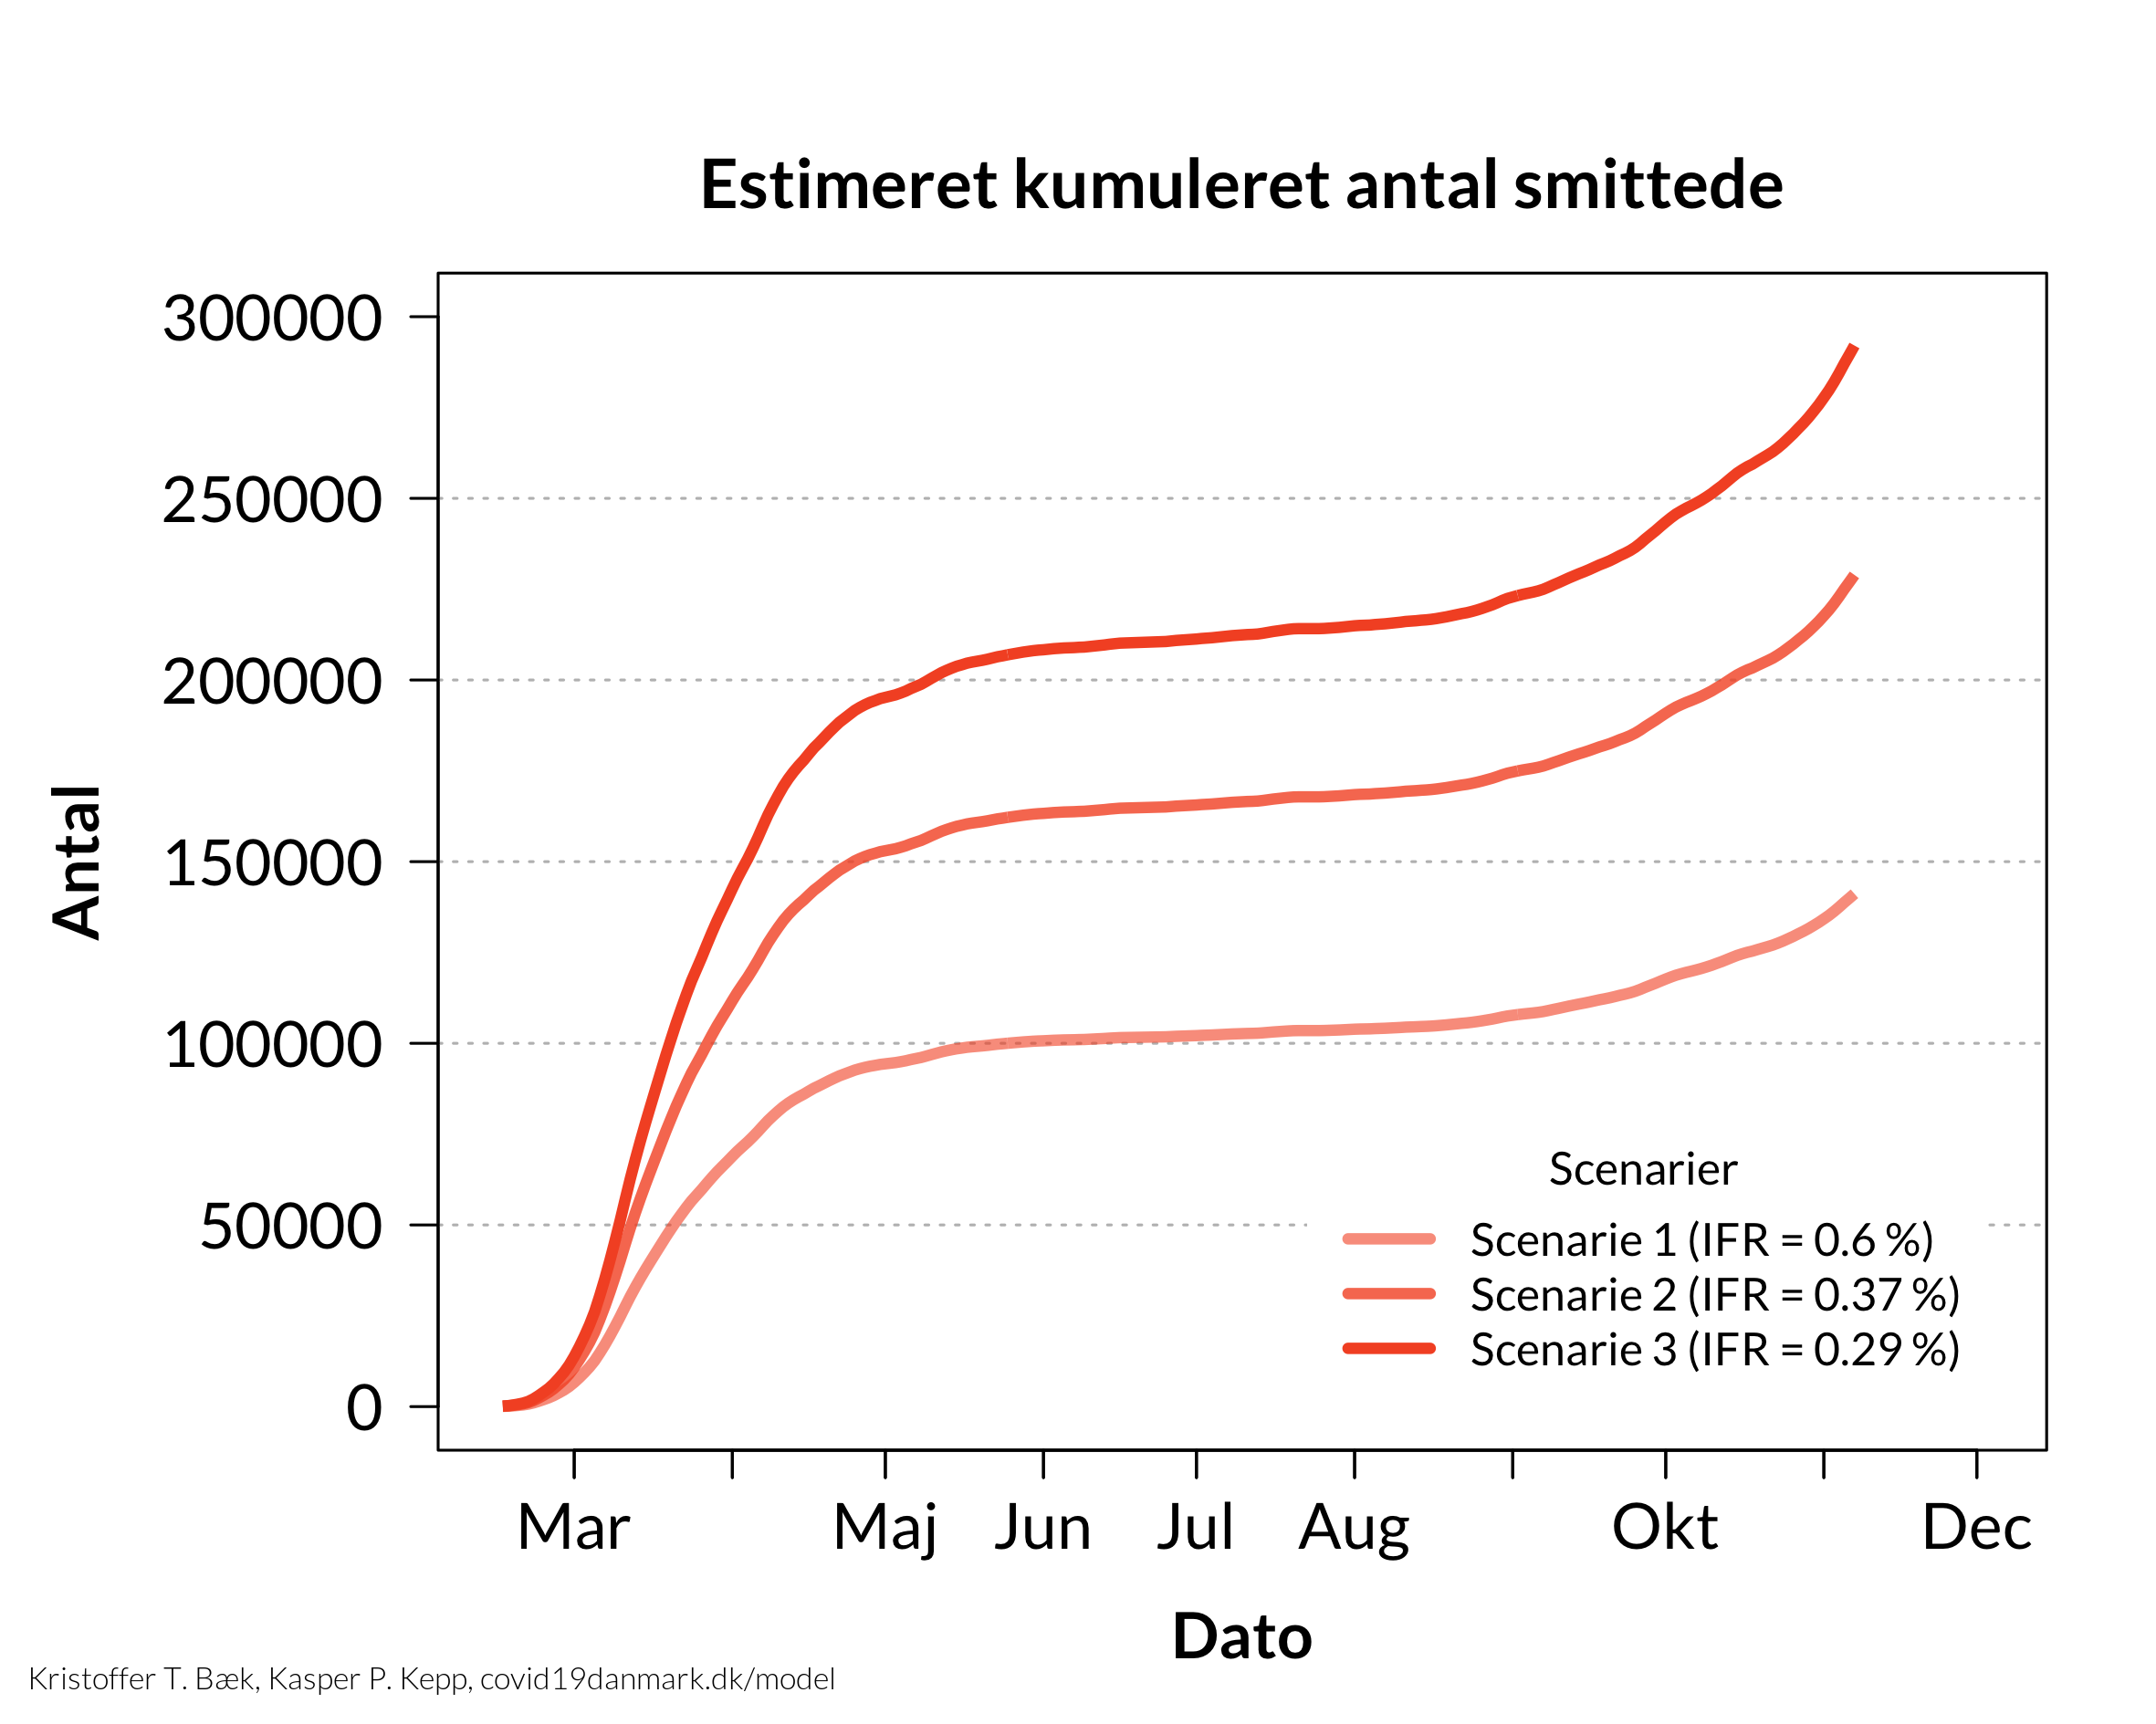 Estimeret kumuleret antal smittede
300000
250000
200000
150000
100000
50000
0
Antal
Scenarier
Scenarie 1 (IFR = 0.6 %)
Scenarie 2 (IFR = 0.37 %)
Scenarie 3 (IFR = 0.29 %)
Mar Maj Jun Jul Aug Okt Dec
Dato
Kristoffer T. Bæk, Kasper P. Kepp, covid19danmark.dk/model